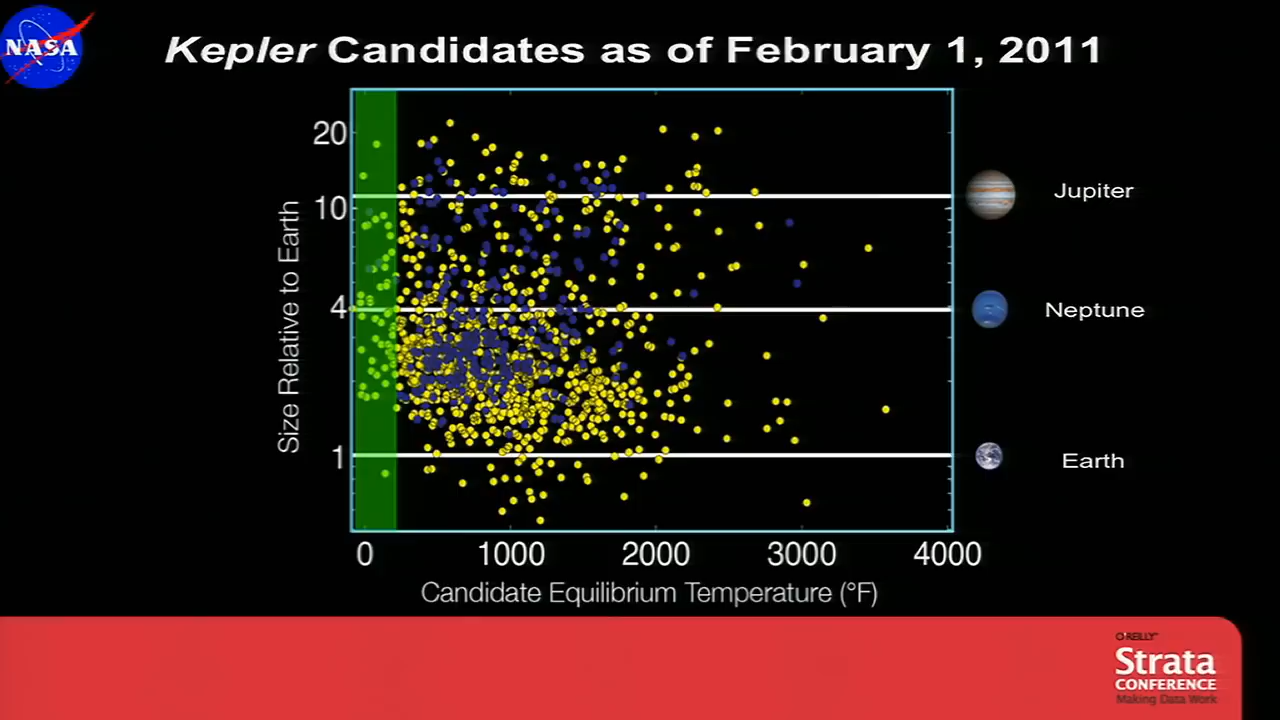 NASA
Kepler Candidates as of February 1, 2011
20
10
4
1
Size Relative to Earth
Jupiter
Neptune
Earth
0 1000 2000 3000 4000
Candidate Equilibrium Temperature (°F)
O'REILLY
Strata
CONFERENCE
Making Data Work